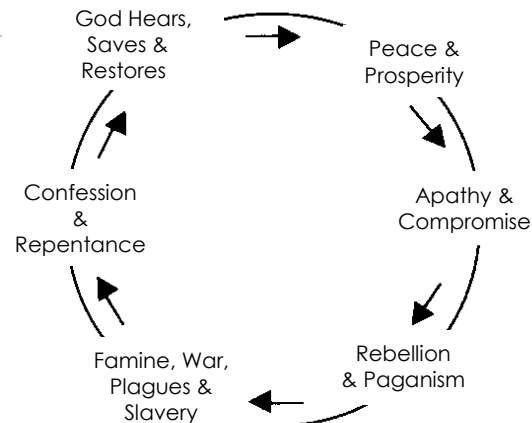 God Hears,
Saves &
Restores
Peace &
Prosperity
Apathy &
Compromise
Rebellion
& Paganism
Famine, War,
Plagues &
Slavery
Confession
&
Repentance